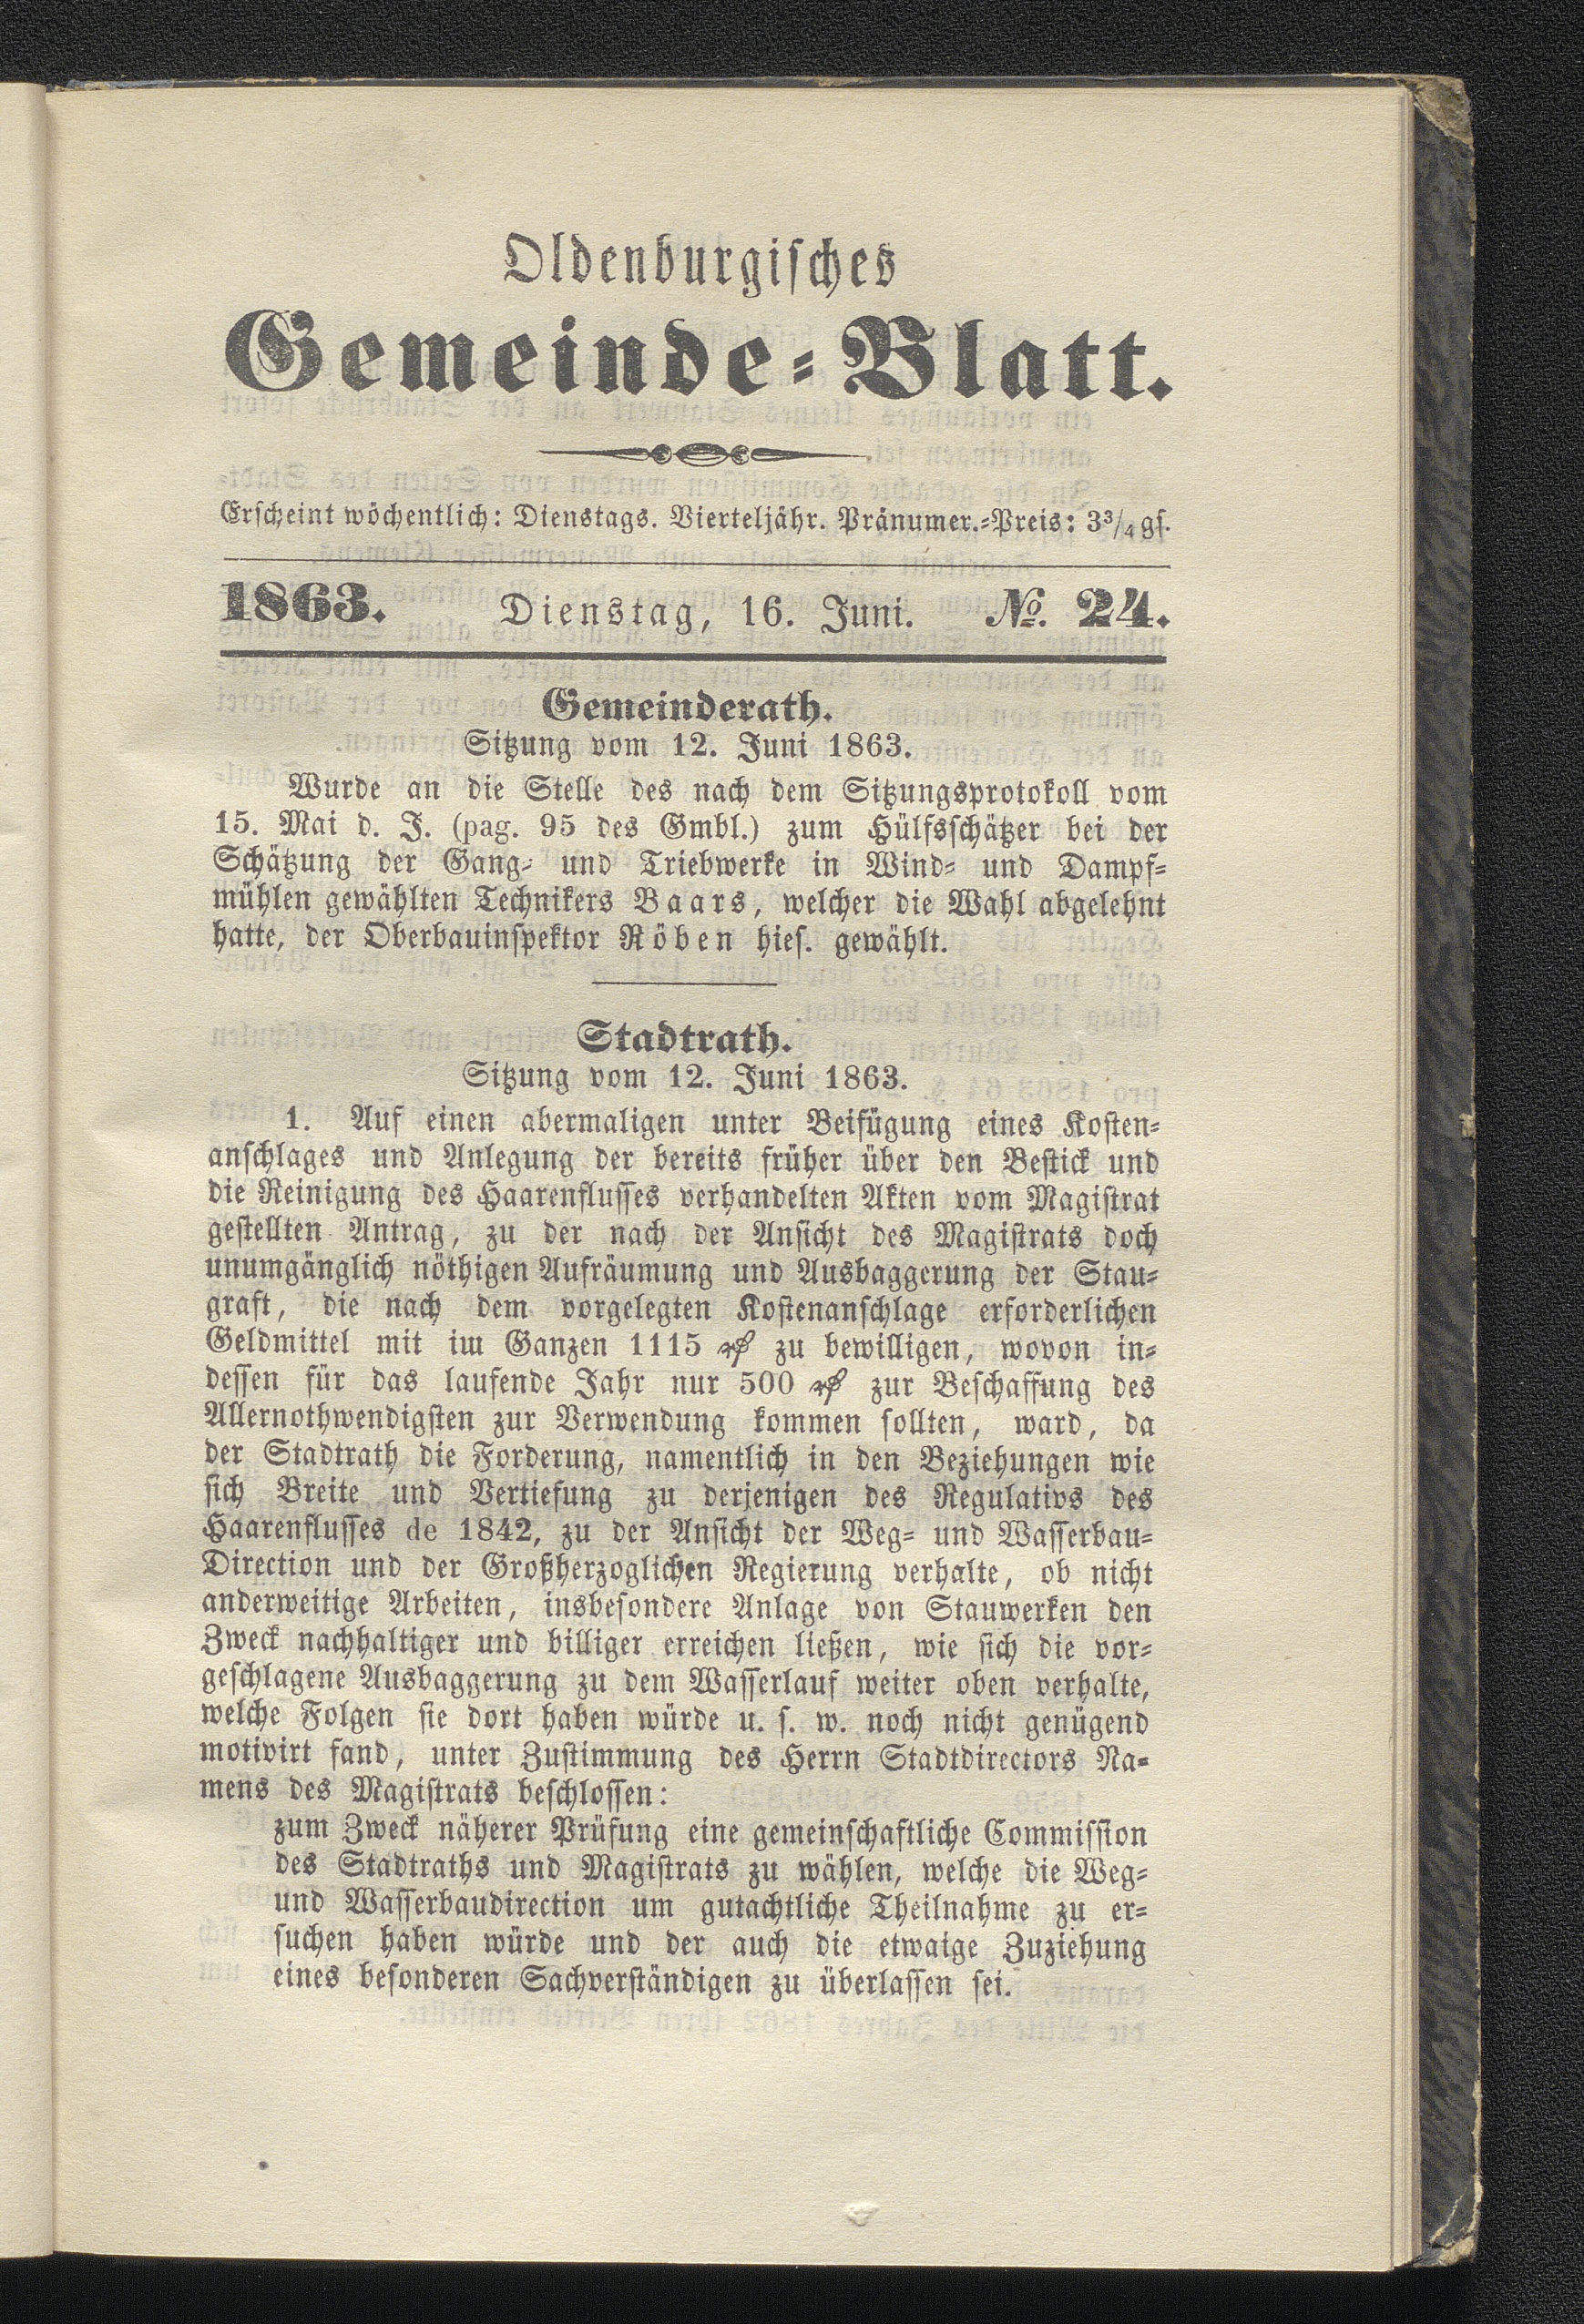 Oldenburgisches
Gemeinde-Blatt.
Erscheint wöchentlich: Dienstags. Vierteljähr. Pränumer.-Preis: 3¾ gs.
1863. Dienstag, 16. Juni. №. 24.
Gemeinderath.
Sitzung vom 12. Juni 1863.
Wurde an die Stelle des nach dem Sitzungsprotokoll vom
15. Mai d. J. (pag. 95 des Gmbl.) zum Hülfsschätzer bei der
Schätzung der Gang- und Triebwerke in Wind- und Dampf-
mühlen gewählten Technikers Baars, welcher die Wahl abgelehnt
hatte, der Oberbauinspektor Röben hies. gewählt.
Stadtrath.
Sitzung vom 12. Juni 1863.
1. Auf einen abermaligen unter Beifügung eines Kosten-
anschlages und Anlegung der bereits früher über den Bestick und
die Reinigung des Haarenflusses verhandelten Akten vom Magistrat
gestellten Antrag, zu der nach der Ansicht des Magistrats doch
unumgänglich nöthigen Aufräumung und Ausbaggerung der Stau-
graft, die nach dem vorgelegten Kostenanschlage erforderlichen
Geldmittel mit im Ganzen 1115 ₰ zu bewilligen, wovon in-
dessen für das laufende Jahr nur 500 ₰ zur Beschaffung des
Allernothwendigsten zur Verwendung kommen sollten, ward, da
der Stadtrath die Forderung, namentlich in den Beziehungen wie
sich Breite und Vertiefung zu derjenigen des Regulativs des
Haarenflusses de 1842, zu der Ansicht der Weg- und Wasserbau-
Direction und der Großherzoglichen Regierung verhalte, ob nicht
anderweitige Arbeiten, insbesondere Anlage von Stauwerken den
Zweck nachhaltiger und billiger erreichen ließen, wie sich die vor-
geschlagene Ausbaggerung zu dem Wasserlauf weiter oben verhalte,
welche Folgen sie dort haben würde u. s. w. noch nicht genügend
motivirt fand, unter Zustimmung des Herrn Stadtdirectors Na-
mens des Magistrats beschlossen:
zum Zweck näherer Prüfung eine gemeinschaftliche Commission
des Stadtraths und Magistrats zu wählen, welche die Weg-
und Wasserbaudirection um gutachtliche Theilnahme zu er-
suchen haben würde und der auch die etwaige Zuziehung
eines besonderen Sachverständigen zu überlassen sei.